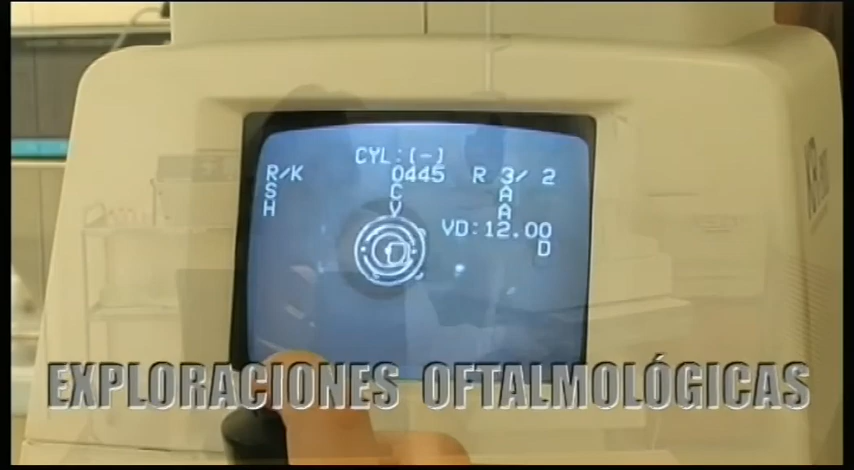 CYL:(-)
R/K 0445 R 3/ 2
S C A
H V A
VD:12.00
D
EXPLORACIONES OFTALMOLÓGICAS